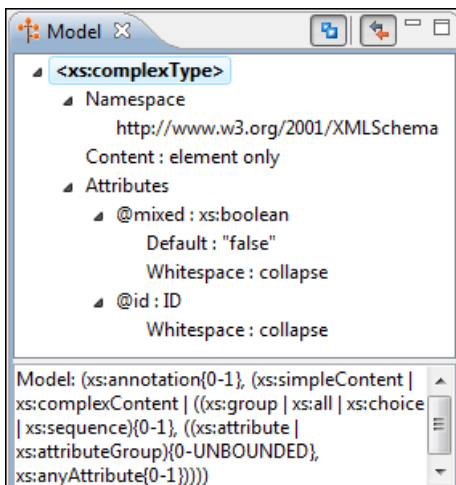 Model
<xs:complexType>
Namespace
http://www.w3.org/2001/XMLSchema
Content : element only
Attributes
@mixed : xs:boolean
Default : "false"
Whitespace : collapse
@id : ID
Whitespace : collapse
Model: (xs:annotation{0-1}, (xs:simpleContent |
xs:complexContent | ((xs:group | xs:all | xs:choice
| xs:sequence){0-1}, ((xs:attribute |
xs:attributeGroup){0-UNBOUNDED},
xs:anyAttribute{0-1}))))